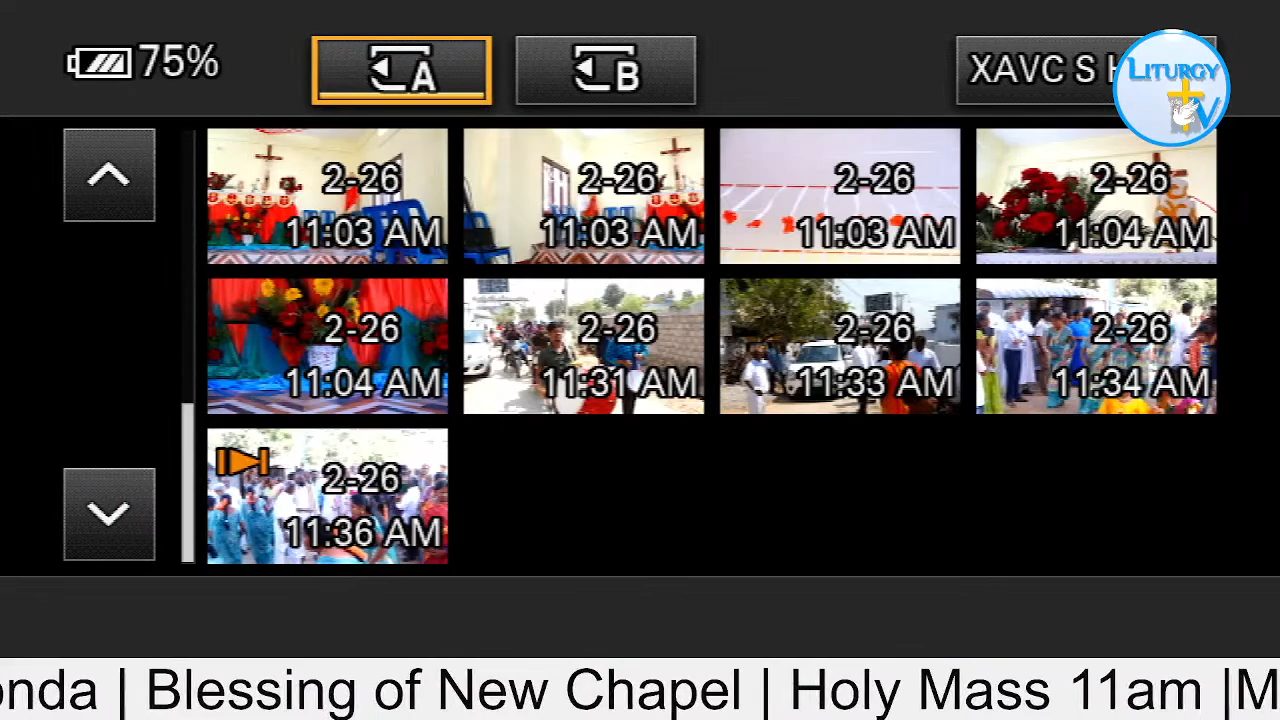 75%
A
B
XAVC S H
LITURGY
TV
2-26
11:03 AM
2-26
11:03 AM
2-26
11:03 AM
2-26
11:04 AM
2-26
11:04 AM
2-26
11:31 AM
2-26
11:33 AM
2-26
11:34 AM
2-26
11:36 AM
onda | Blessing of New Chapel | Holy Mass 11am |M